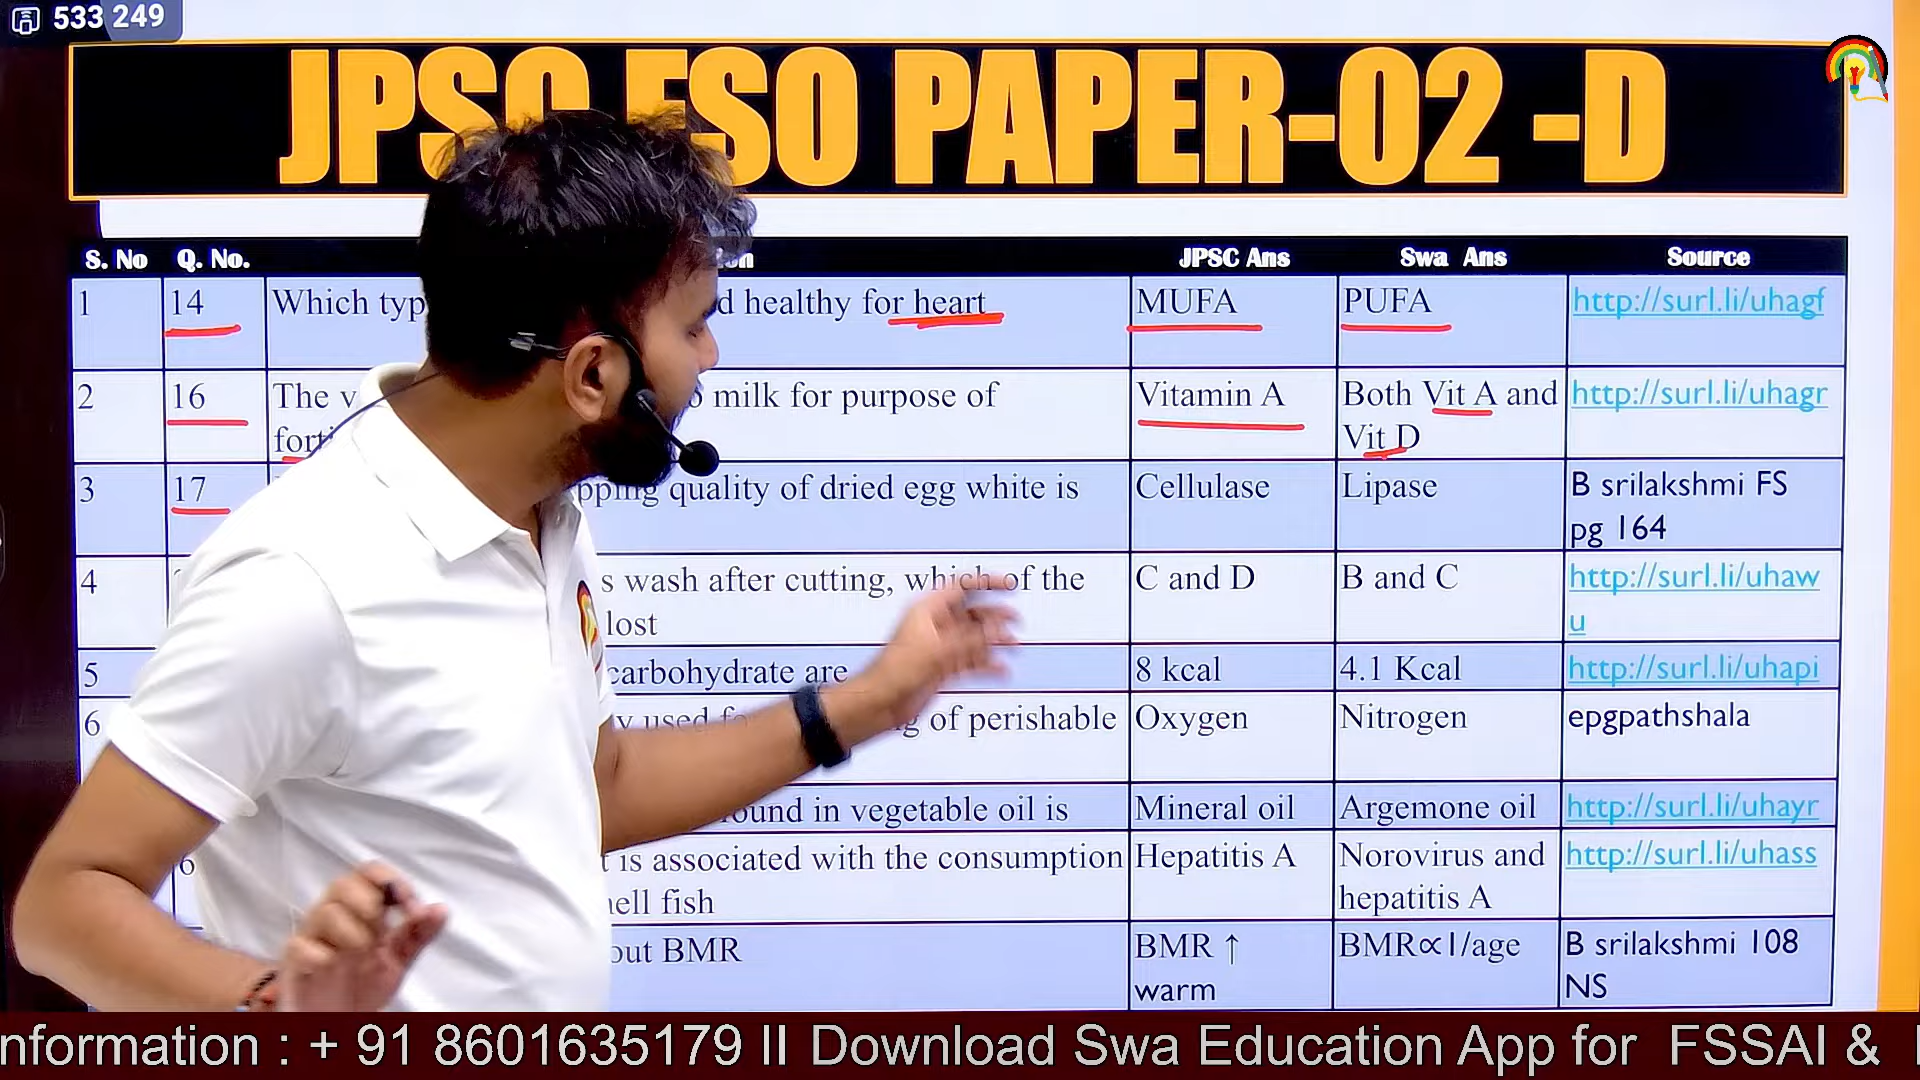 533 249
JPSC FSO PAPER-02 -D
S. No Q. No. JPSC Ans Swa Ans Source
1 14 Which healthy for heart MUFA PUFA http://surl.li/uhagf
2 16 The milk for purpose of Vitamin A Both Vit A and http://surl.li/uhagr
Vit D
3 17 quality of dried egg white is Cellulase Lipase B srilakshmi FS
pg 164
4 wash after cutting, which of the C and D B and C http://surl.li/uhaw
lost u
5 carbohydrate are 8 kcal 4.1 Kcal http://surl.li/uhapi
6 used of perishable Oxygen Nitrogen epgpathshala
in vegetable oil is Mineral oil Argemone oil http://surl.li/uhayr
is associated with the consumption Hepatitis A Norovirus and http://surl.li/uhass
fish hepatitis A
BMR BMR ↑ BMR∝1/age B srilakshmi 108
warm NS
: + 91 8601635179 II Download Swa Education App for FSSAI &